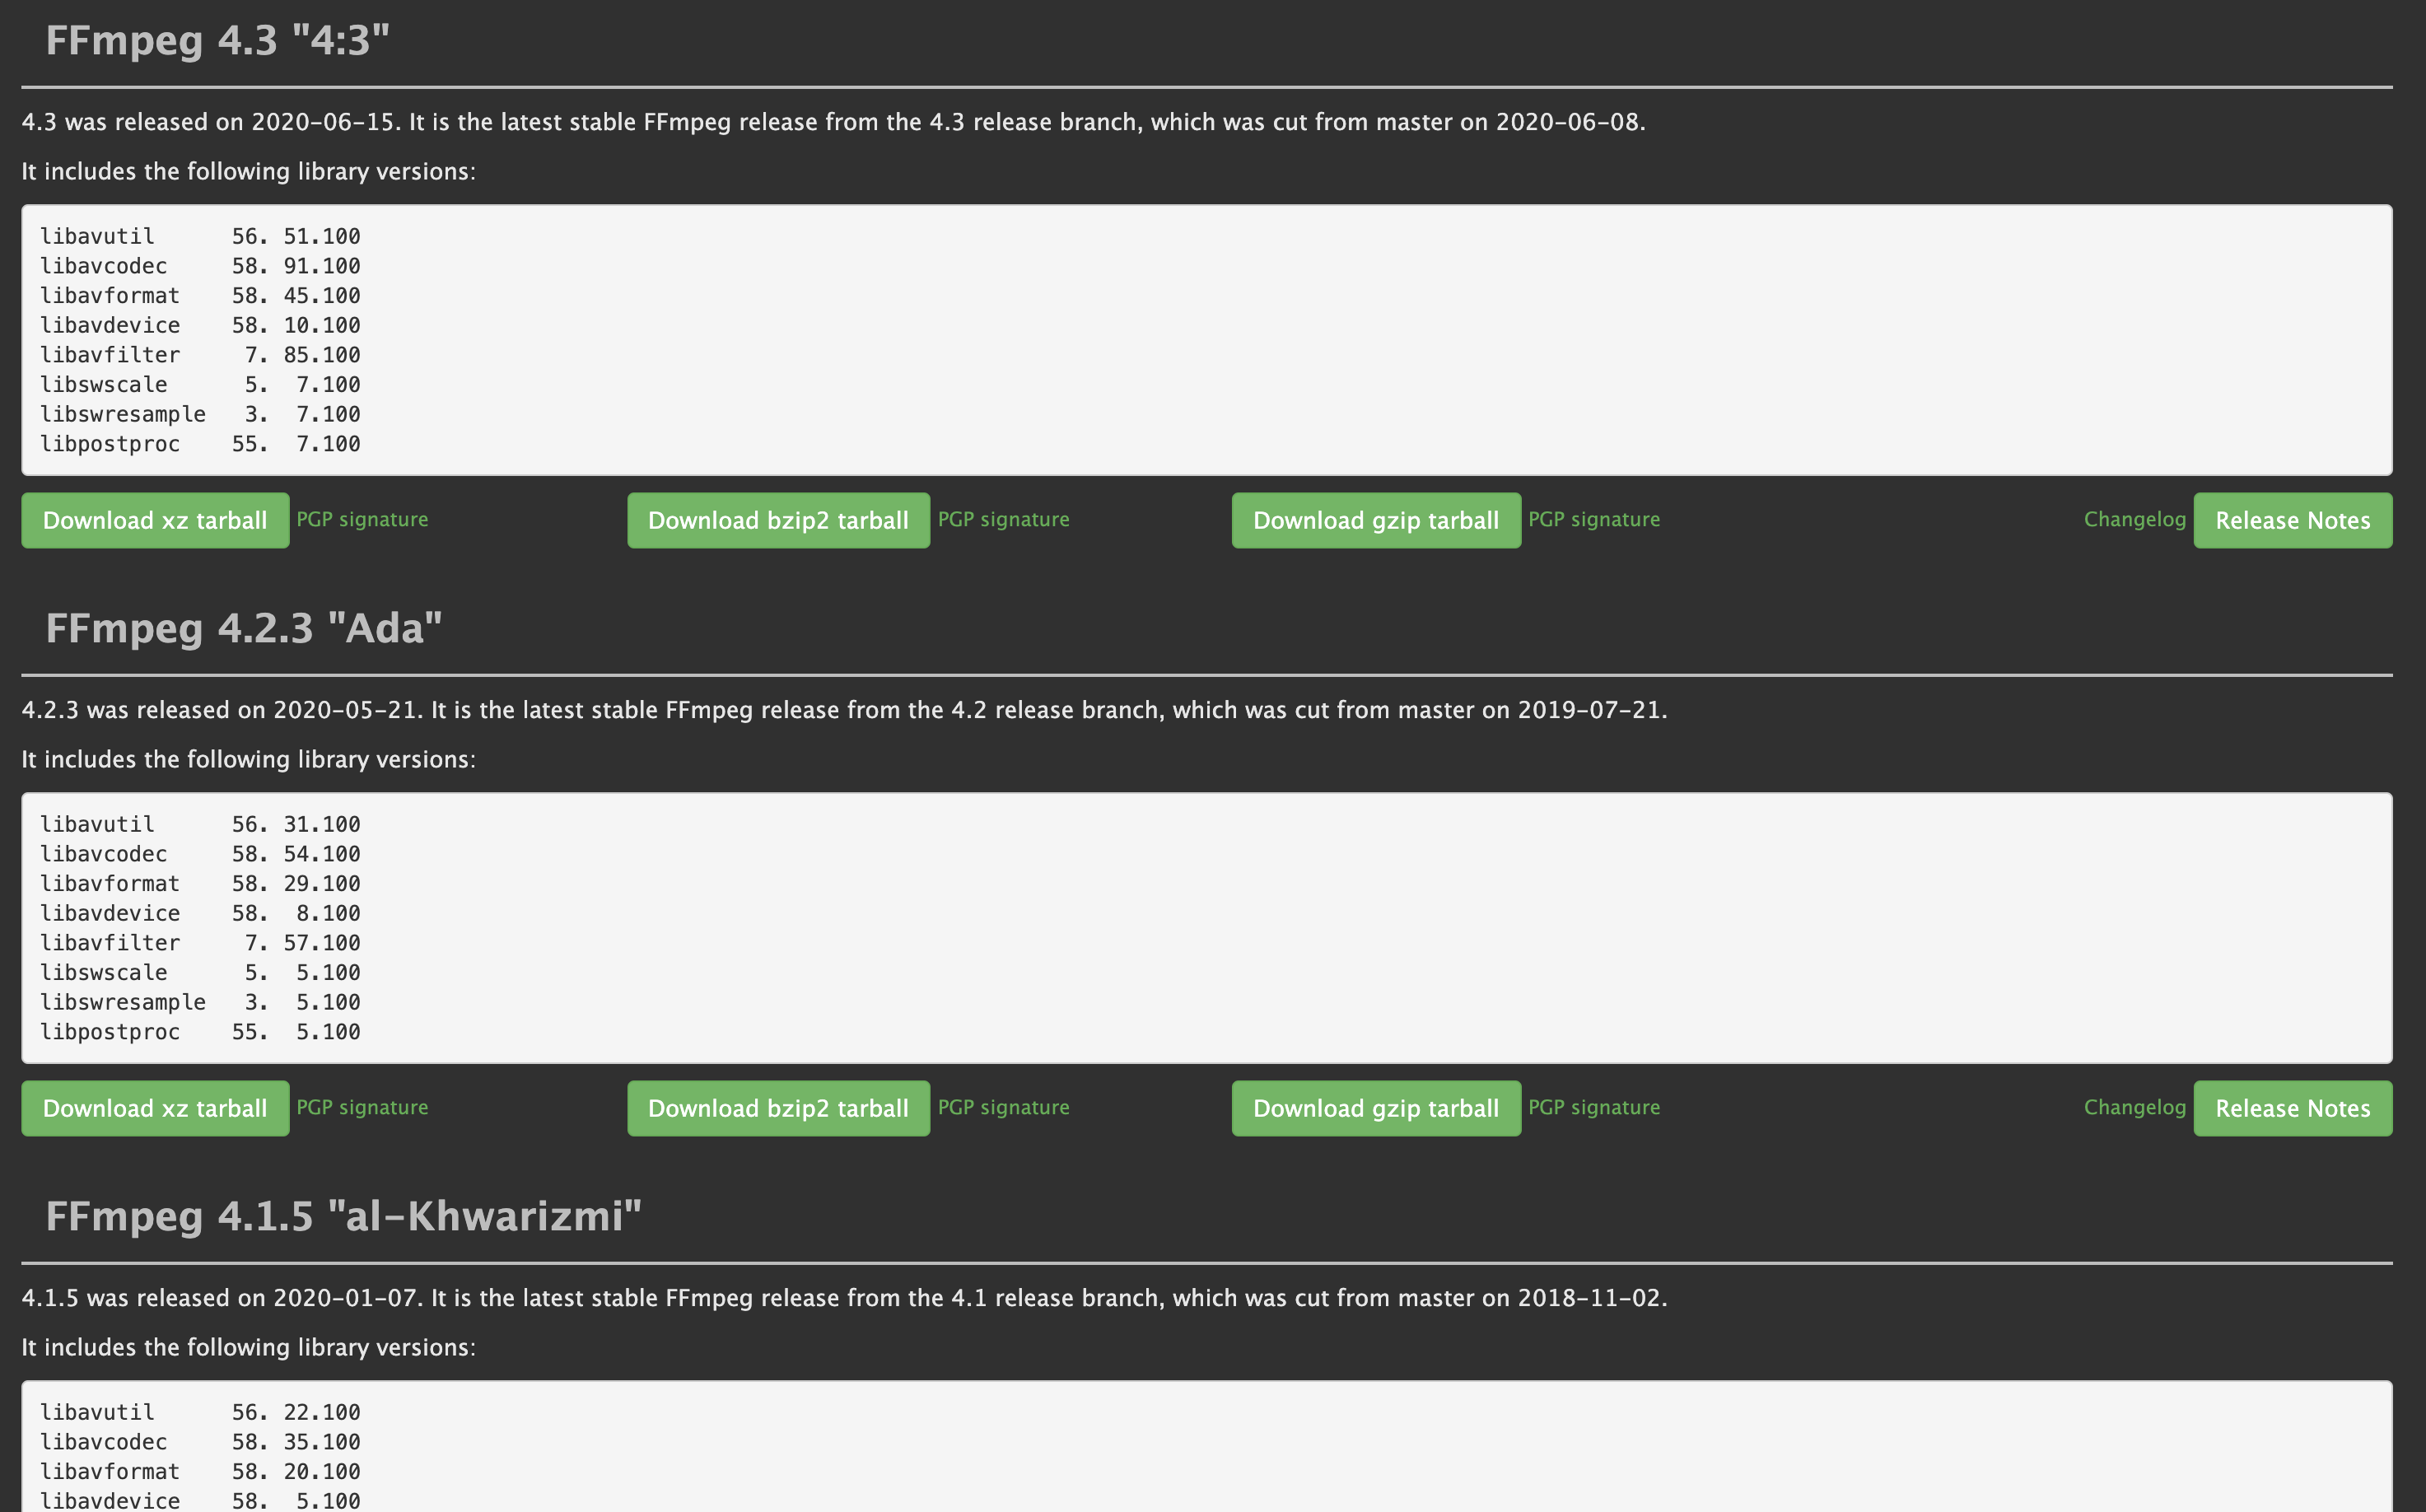 FFmpeg 4.3 "4:3"
4.3 was released on 2020-06-15. It is the latest stable FFmpeg release from the 4.3 release branch, which was cut from master on 2020-06-08.
It includes the following library versions:
libavutil      56. 51.100
libavcodec     58. 91.100
libavformat    58. 45.100
libavdevice    58. 10.100
libavfilter     7. 85.100
libswscale      5.  7.100
libswresample   3.  7.100
libpostproc    55.  7.100
Download xz tarball PGP signature Download bzip2 tarball PGP signature Download gzip tarball PGP signature Changelog Release Notes
FFmpeg 4.2.3 "Ada"
4.2.3 was released on 2020-05-21. It is the latest stable FFmpeg release from the 4.2 release branch, which was cut from master on 2019-07-21.
It includes the following library versions:
libavutil      56. 31.100
libavcodec     58. 54.100
libavformat    58. 29.100
libavdevice    58.  8.100
libavfilter     7. 57.100
libswscale      5.  5.100
libswresample   3.  5.100
libpostproc    55.  5.100
Download xz tarball PGP signature Download bzip2 tarball PGP signature Download gzip tarball PGP signature Changelog Release Notes
FFmpeg 4.1.5 "al-Khwarizmi"
4.1.5 was released on 2020-01-07. It is the latest stable FFmpeg release from the 4.1 release branch, which was cut from master on 2018-11-02.
It includes the following library versions:
libavutil      56. 22.100
libavcodec     58. 35.100
libavformat    58. 20.100
libavdevice    58.  5.100